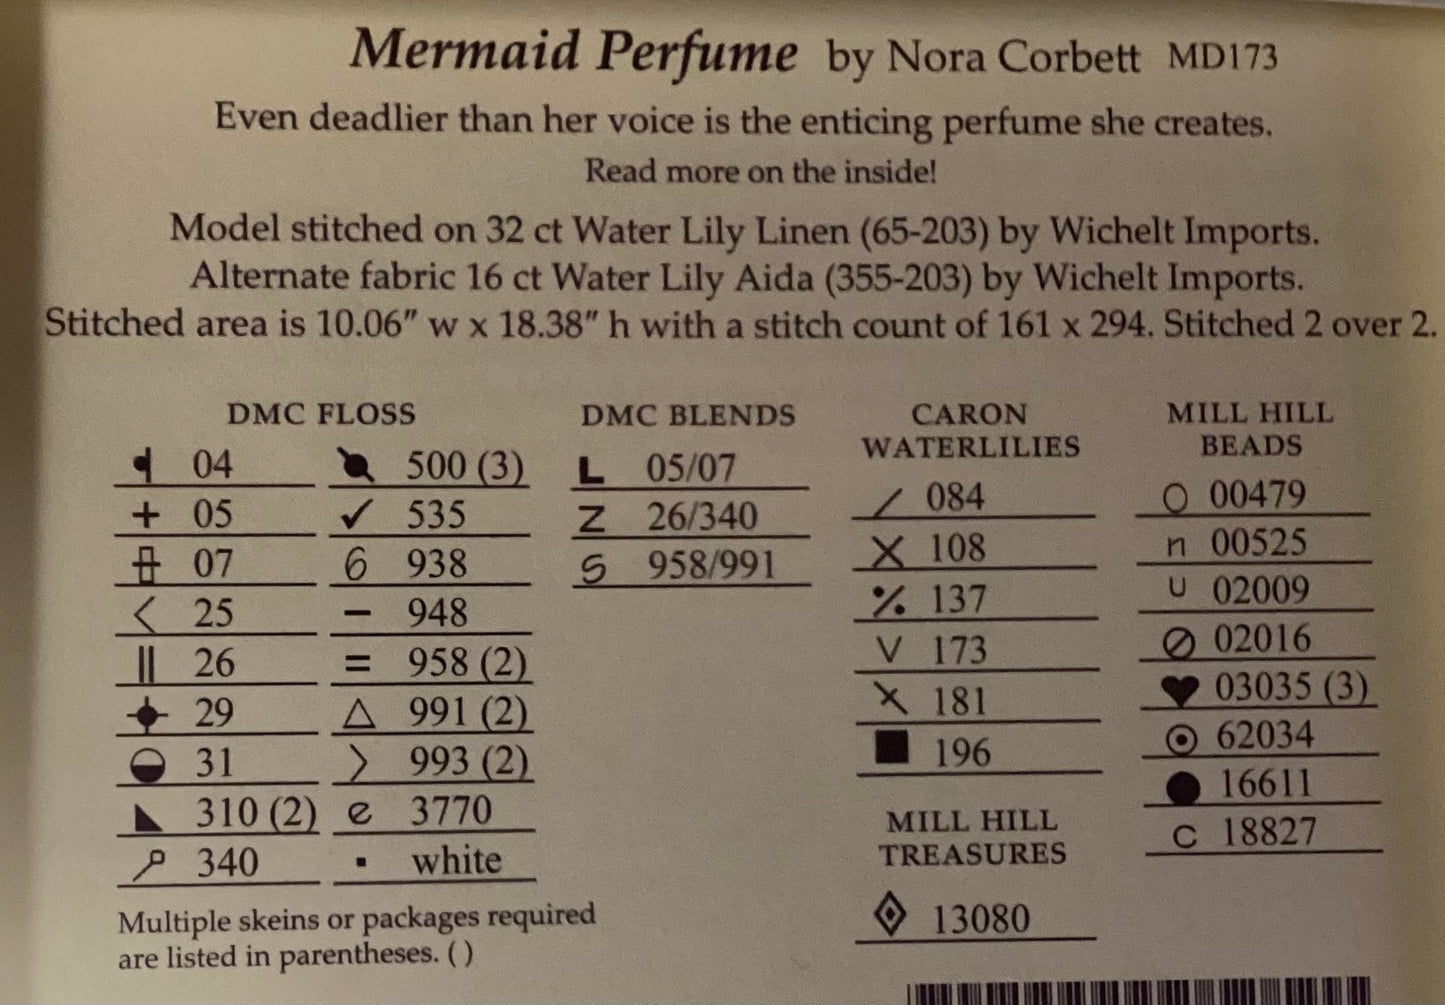 Mermaid Perfume by Nora Corbett MD173
Even deadlier than her voice is the enticing perfume she creates.
Read more on the inside!
Model stitched on 32 ct Water Lily Linen (65-203) by Wichelt Imports.
Alternate fabric 16 ct Water Lily Aida (355-203) by Wichelt Imports.
Stitched area is 10.06" w x 18.38" h with a stitch count of 161 x 294. Stitched 2 over 2.
DMC FLOSS
04
+ 05
07
< 25
|| 26
29
31
310 (2)
340
500 (3)
✓ 535
6 938
− 948
= 958 (2)
△ 991 (2)
> 993 (2)
e 3770
▪ white
Multiple skeins or packages required
are listed in parentheses. ( )
DMC BLENDS
L 05/07
Z 26/340
S 958/991
CARON
WATERLILIES
/ 084
X 108
⁒ 137
V 173
181
■ 196
MILL HILL
TREASURES
13080
MILL HILL
BEADS
O 00479
n 00525
U 02009
⊘ 02016
♥ 03035 (3)
⊙ 62034
● 16611
C 18827